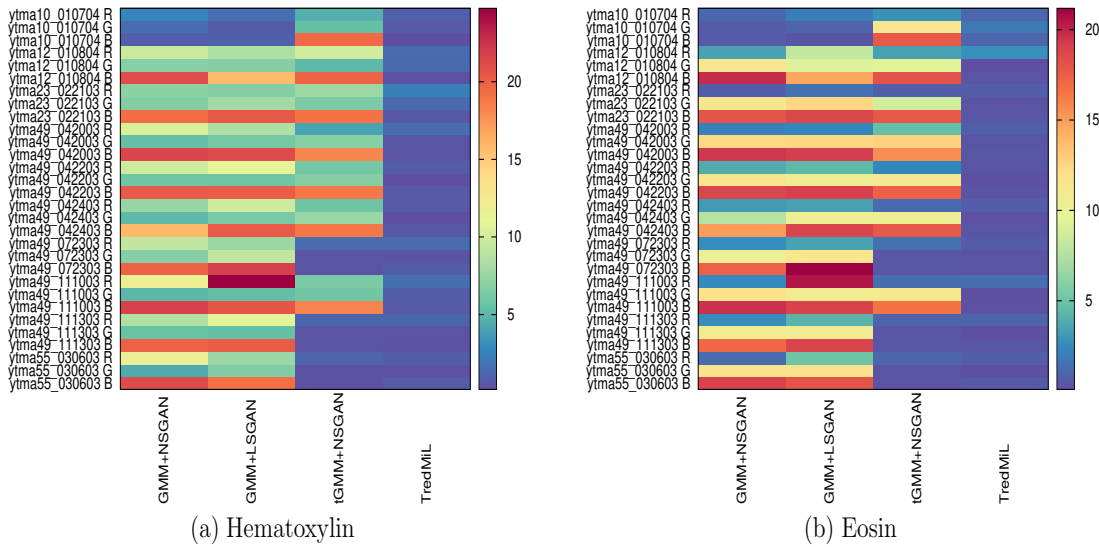 ytma10_010704 R
ytma10_010704 G
ytma10_010704 B
ytma12_010804 R
ytma12_010804 G
ytma12_010804 B
ytma23_022103 R
ytma23_022103 G
ytma23_022103 B
ytma49_042003 R
ytma49_042003 G
ytma49_042003 B
ytma49_042203 R
ytma49_042203 G
ytma49_042203 B
ytma49_042403 R
ytma49_042403 G
ytma49_042403 B
ytma49_072303 R
ytma49_072303 G
ytma49_072303 B
ytma49_111003 R
ytma49_111003 G
ytma49_111003 B
ytma49_111303 R
ytma49_111303 G
ytma49_111303 B
ytma55_030603 R
ytma55_030603 G
ytma55_030603 B
GMM+NSGAN
GMM+LSGAN
tGMM+NSGAN
TredMiL
20
15
10
5
(a) Hematoxylin
ytma10_010704 R
ytma10_010704 G
ytma10_010704 B
ytma12_010804 R
ytma12_010804 G
ytma12_010804 B
ytma23_022103 R
ytma23_022103 G
ytma23_022103 B
ytma49_042003 R
ytma49_042003 G
ytma49_042003 B
ytma49_042203 R
ytma49_042203 G
ytma49_042203 B
ytma49_042403 R
ytma49_042403 G
ytma49_042403 B
ytma49_072303 R
ytma49_072303 G
ytma49_072303 B
ytma49_111003 R
ytma49_111003 G
ytma49_111003 B
ytma49_111303 R
ytma49_111303 G
ytma49_111303 B
ytma55_030603 R
ytma55_030603 G
ytma55_030603 B
GMM+NSGAN
GMM+LSGAN
tGMM+NSGAN
TredMiL
20
15
10
5
(b) Eosin